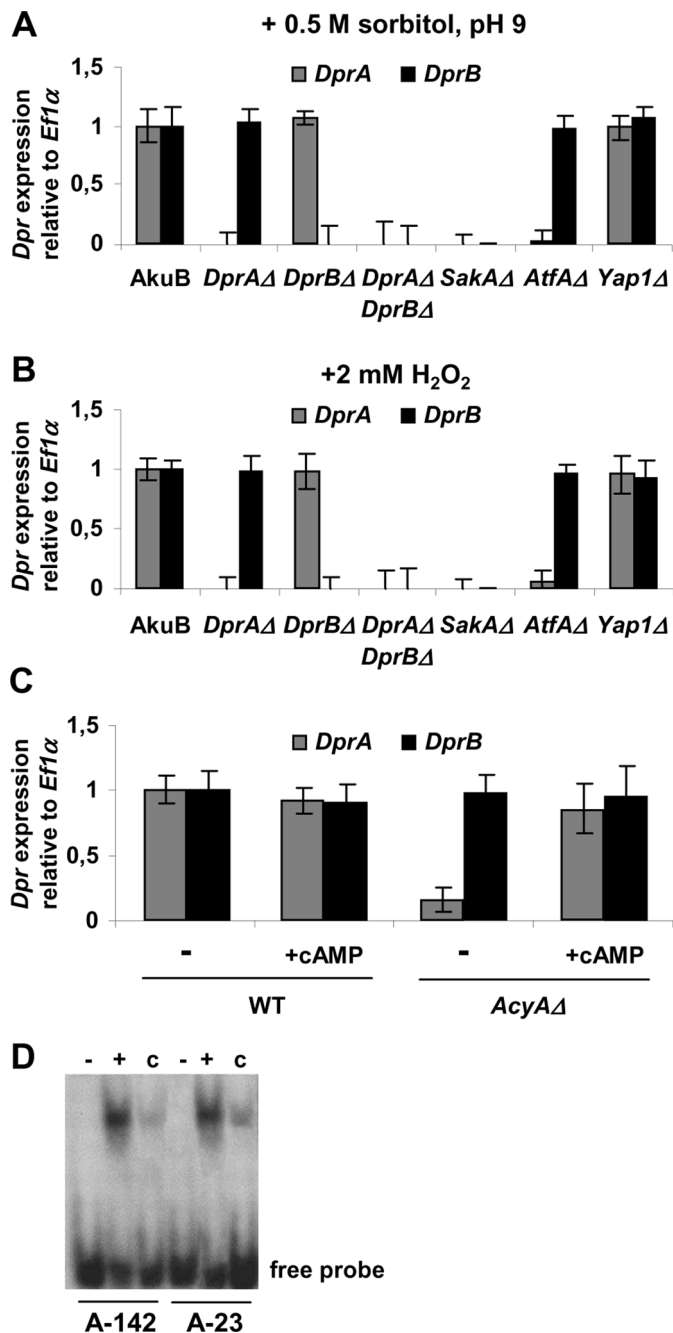 A
+ 0.5 M sorbitol, pH 9
DprA DprB
Dpr expression
relative to Ef1α
1,5
1
0,5
0
AkuB DprAΔ DprBΔ DprAΔ SakAΔ AtfAΔ Yap1Δ
DprBΔ
B
+2 mM H₂O₂
DprA DprB
Dpr expression
relative to Ef1α
1,5
1
0,5
0
AkuB DprAΔ DprBΔ DprAΔ SakAΔ AtfAΔ Yap1Δ
DprBΔ
C
DprA DprB
Dpr expression
relative to Ef1α
1,5
1
0,5
0
- +cAMP - +cAMP
WT AcyAΔ
D
- + c - + c
free probe
A-142 A-23